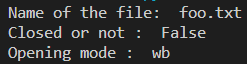 Name of the file:  foo.txt
Closed or not :  False
Opening mode :  wb